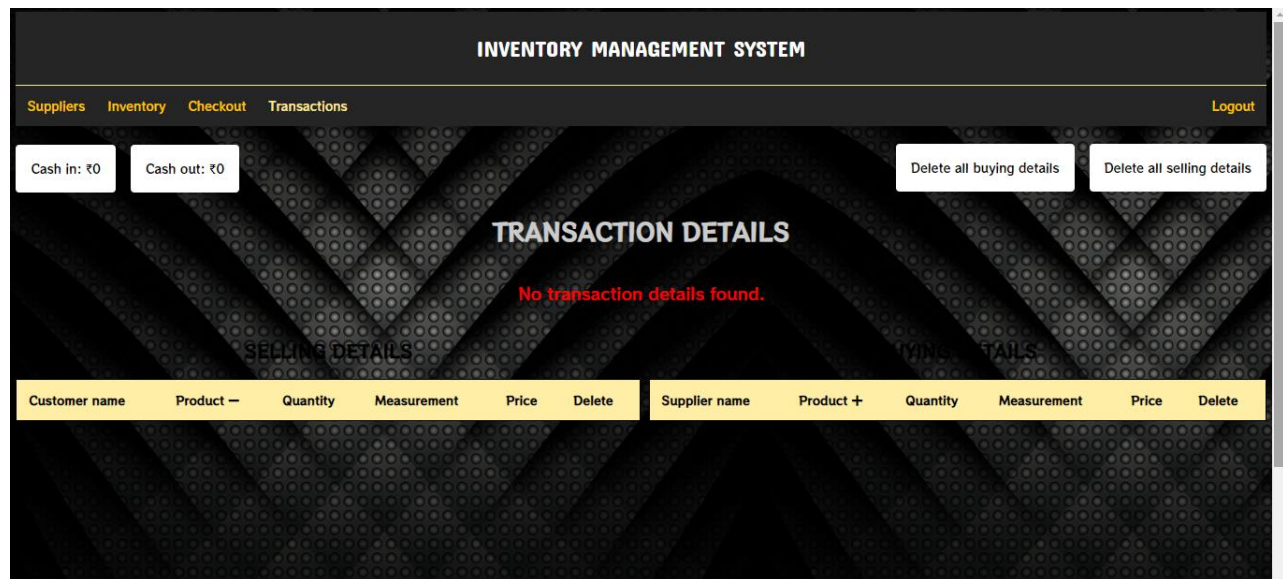 INVENTORY MANAGEMENT SYSTEM
Suppliers Inventory Checkout Transactions Logout
Cash in: ₹0 Cash out: ₹0 Delete all buying details Delete all selling details
TRANSACTION DETAILS
No transaction details found.
SELLING DETAILS BUYING DETAILS
Customer name Product − Quantity Measurement Price Delete Supplier name Product + Quantity Measurement Price Delete